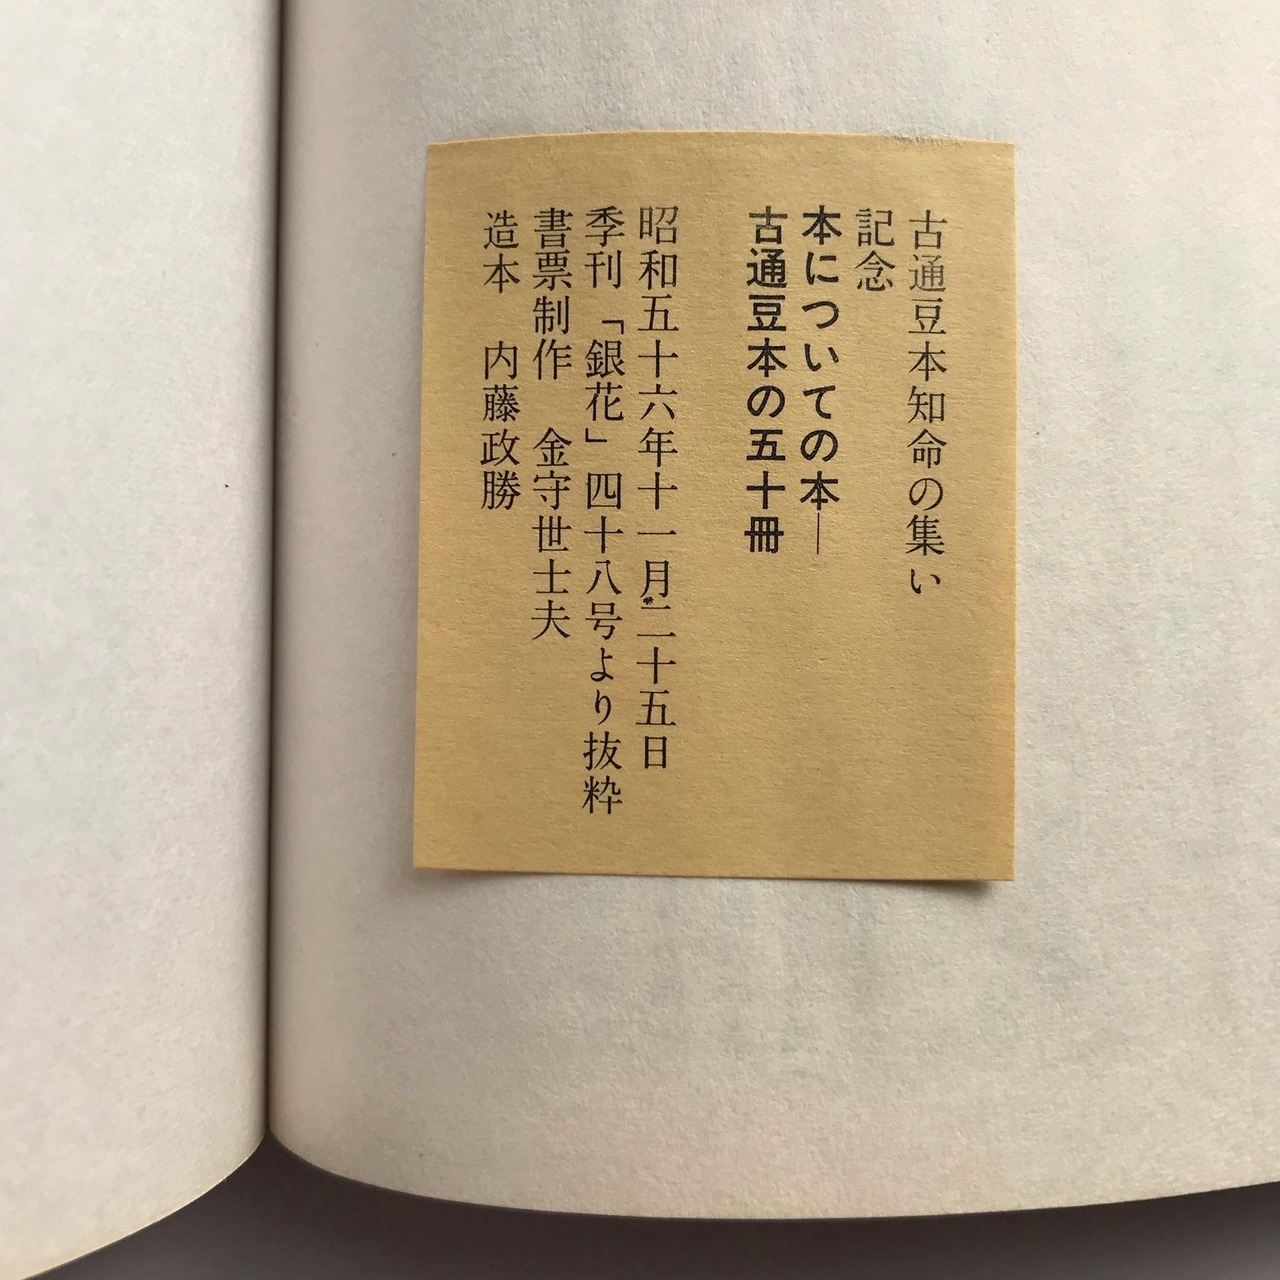 古通豆本知命の集い
記念
本についての本―
古通豆本の五十冊
昭和五十六年十一月二十五日
季刊「銀花」四十八号より抜粋
書票制作　金守世士夫
造本　内藤政勝